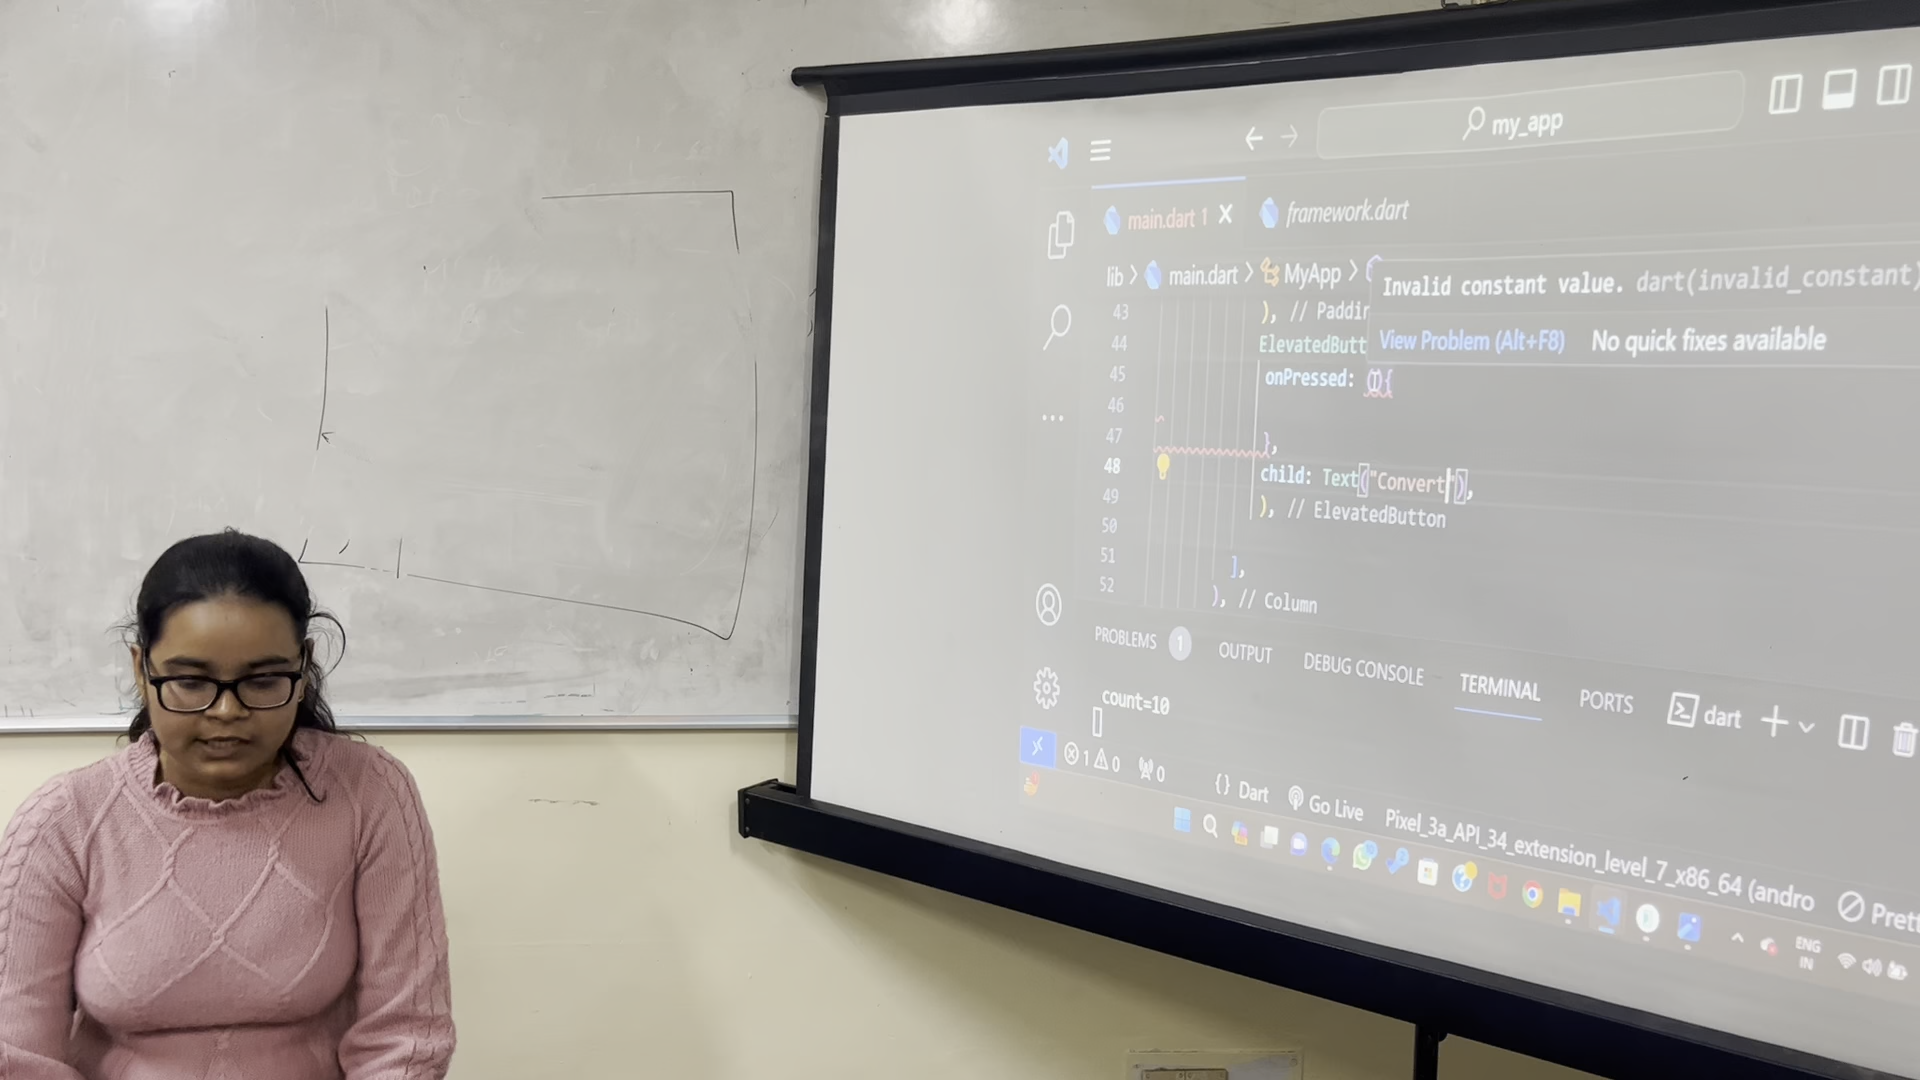 my_app
main.dart 1
framework.dart
lib > main.dart > MyApp >
Invalid constant value. dart(invalid_constant)
View Problem (Alt+F8) No quick fixes available
43 ), // Paddin
44 ElevatedButt
45 onPressed: (){
46
47 },
48 child: Text("Convert"),
49 ), // ElevatedButton
50
51 ],
52 ), // Column
PROBLEMS 1 OUTPUT DEBUG CONSOLE TERMINAL PORTS dart
count=10
1 0 0 {} Dart Go Live Pixel_3a_API_34_extension_level_7_x86_64 (andro Prett
ENG
IN